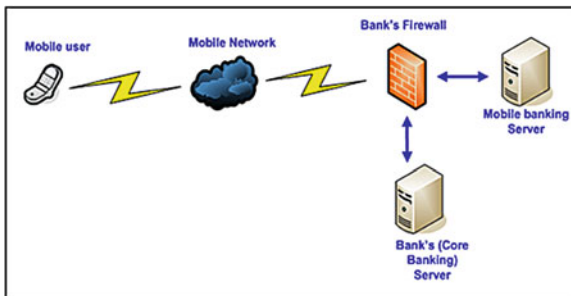 Bank's Firewall
Mobile user
Mobile Network
Mobile banking
Server
Bank's (Core
Banking)
Server